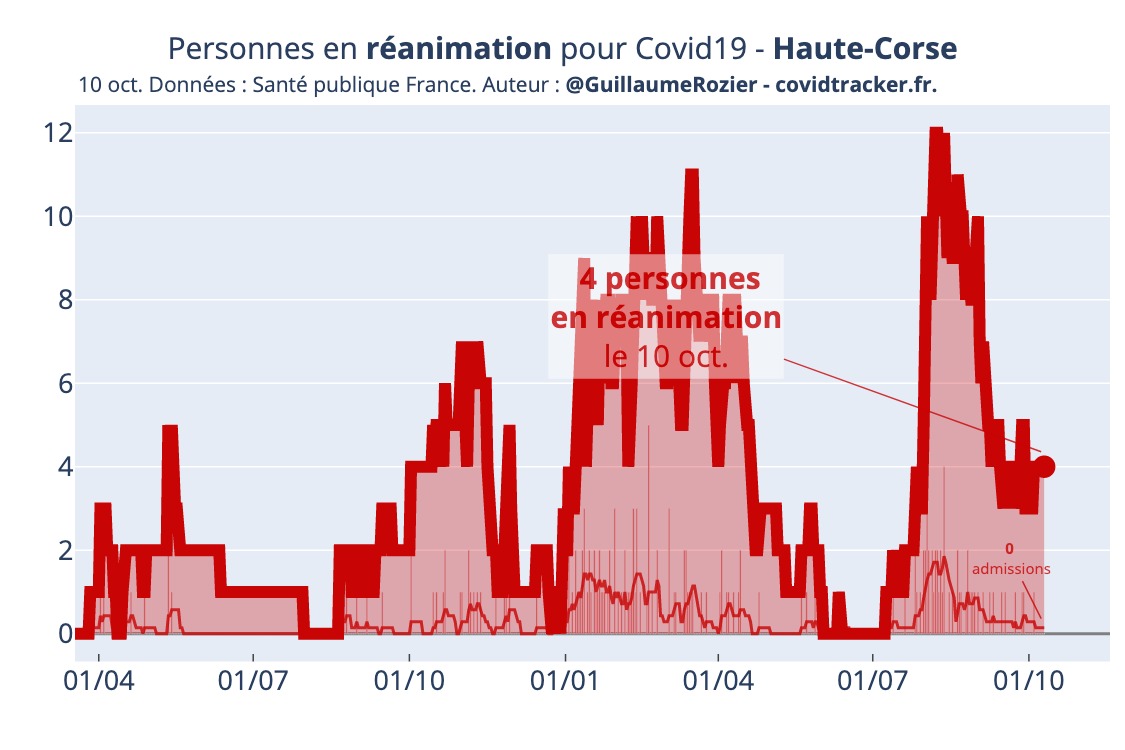 Personnes en réanimation pour Covid19 - Haute-Corse
10 oct. Données : Santé publique France. Auteur : @GuillaumeRozier - covidtracker.fr.
12
10
8
6
4
2
0
4 personnes
en réanimation
le 10 oct.
0
admissions
01/04
01/07
01/10
01/01
01/04
01/07
01/10